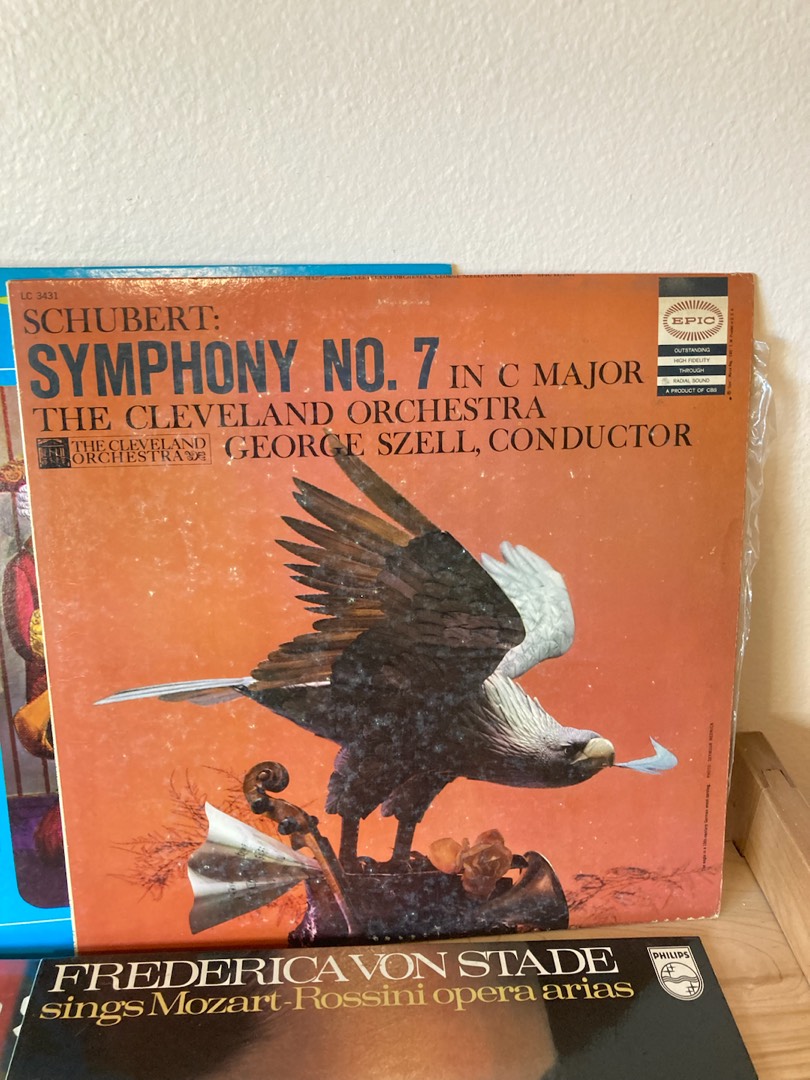 LC 3431
SCHUBERT:
SYMPHONY NO. 7 IN C MAJOR
THE CLEVELAND ORCHESTRA
THE CLEVELAND
ORCHESTRA
GEORGE SZELL, CONDUCTOR
EPIC
OUTSTANDING
HIGH FIDELITY
THROUGH
RADIAL SOUND
A PRODUCT OF CBS
FREDERICA VON STADE
sings Mozart-Rossini opera arias
PHILIPS